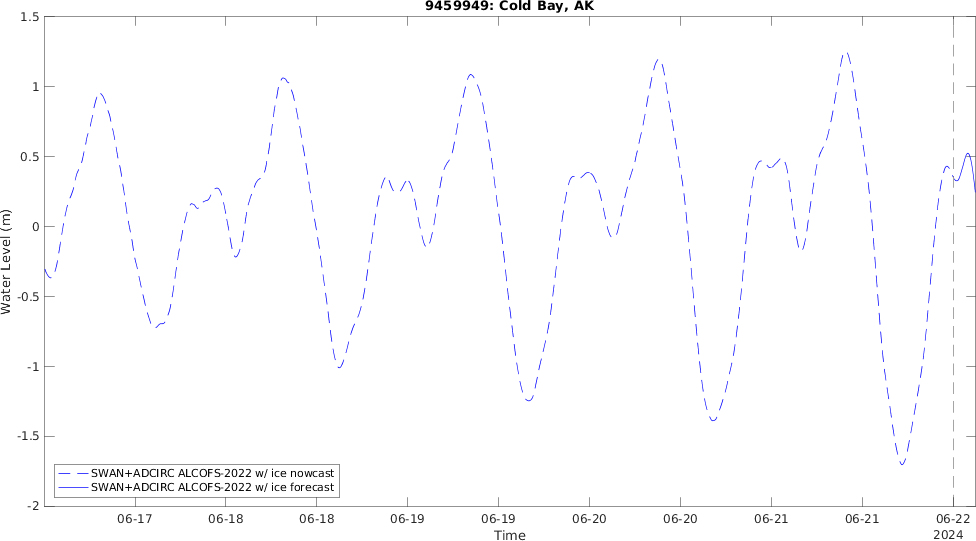 9459949: Cold Bay, AK
1.5
1
0.5
0
-0.5
-1
-1.5
-2
Water Level (m)
SWAN+ADCIRC ALCOFS-2022 w/ ice nowcast
SWAN+ADCIRC ALCOFS-2022 w/ ice forecast
06-17 06-18 06-18 06-19 06-19 06-20 06-20 06-21 06-21 06-22
2024
Time